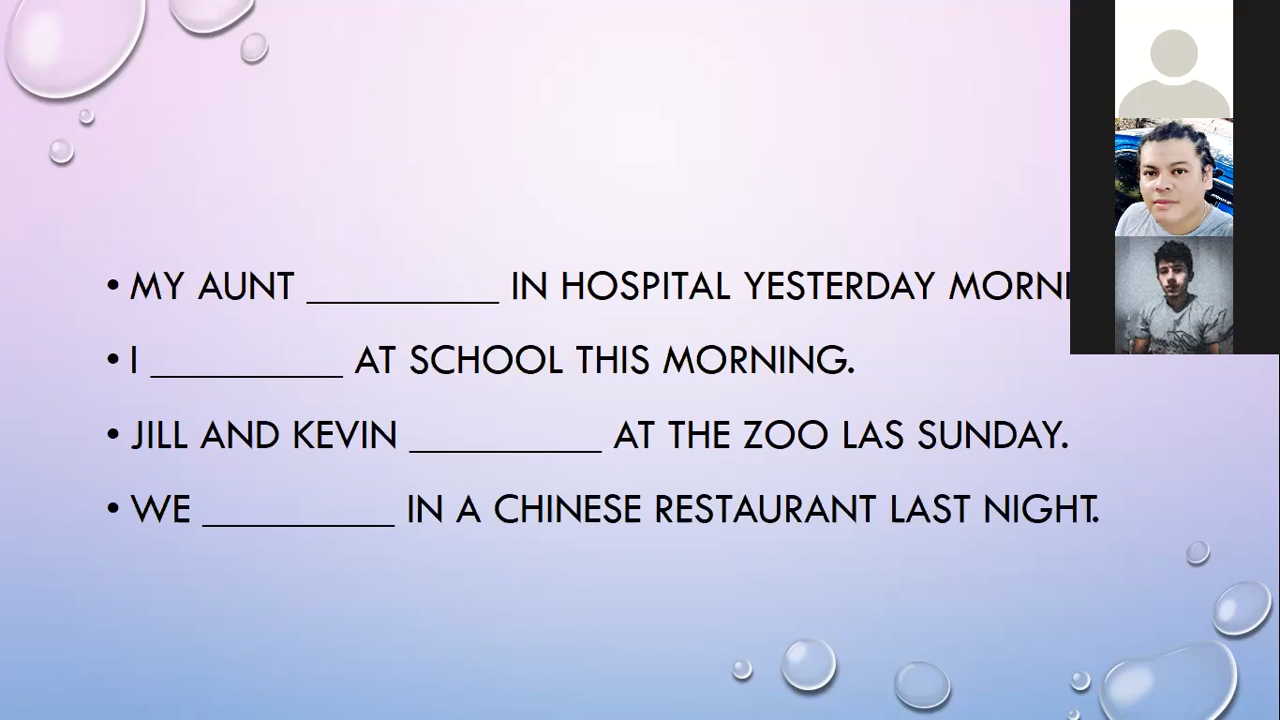 • MY AUNT __________ IN HOSPITAL YESTERDAY
• I __________ AT SCHOOL THIS MORNING.
• JILL AND KEVIN __________ AT THE ZOO LAS SUNDAY.
• WE __________ IN A CHINESE RESTAURANT LAST NIGHT.